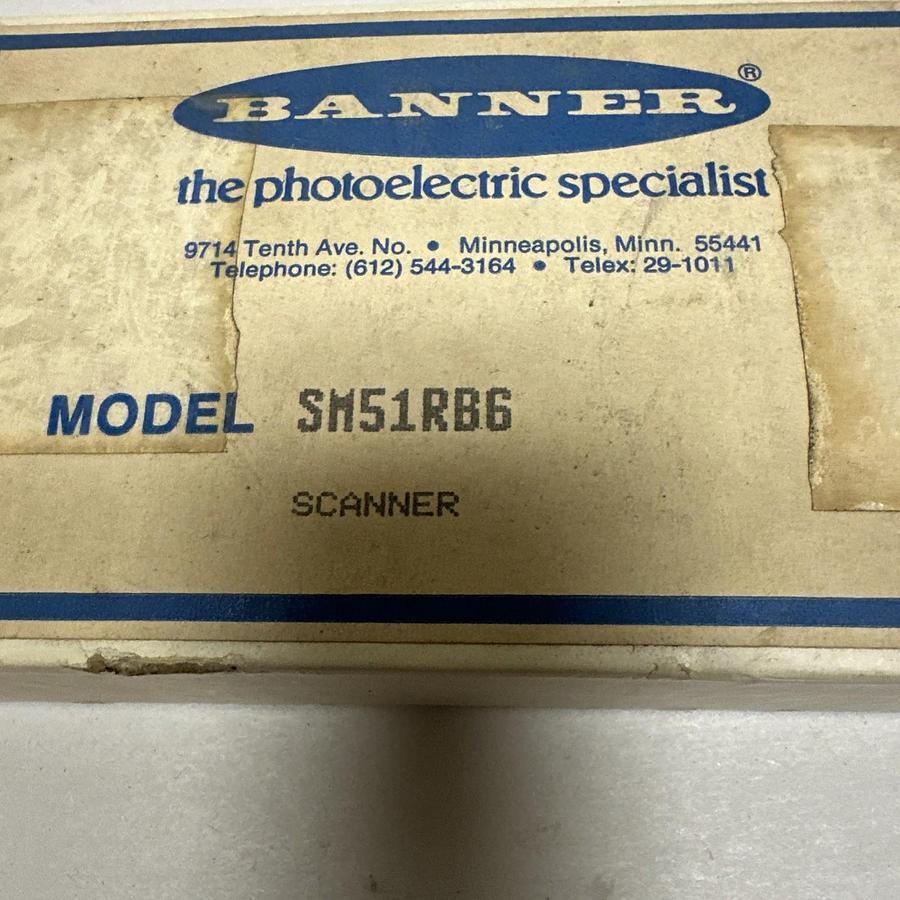 BANNER®
the photoelectric specialist
9714 Tenth Ave. No. • Minneapolis, Minn. 55441
Telephone: (612) 544-3164 • Telex: 29-1011
MODEL SM51RB6
SCANNER